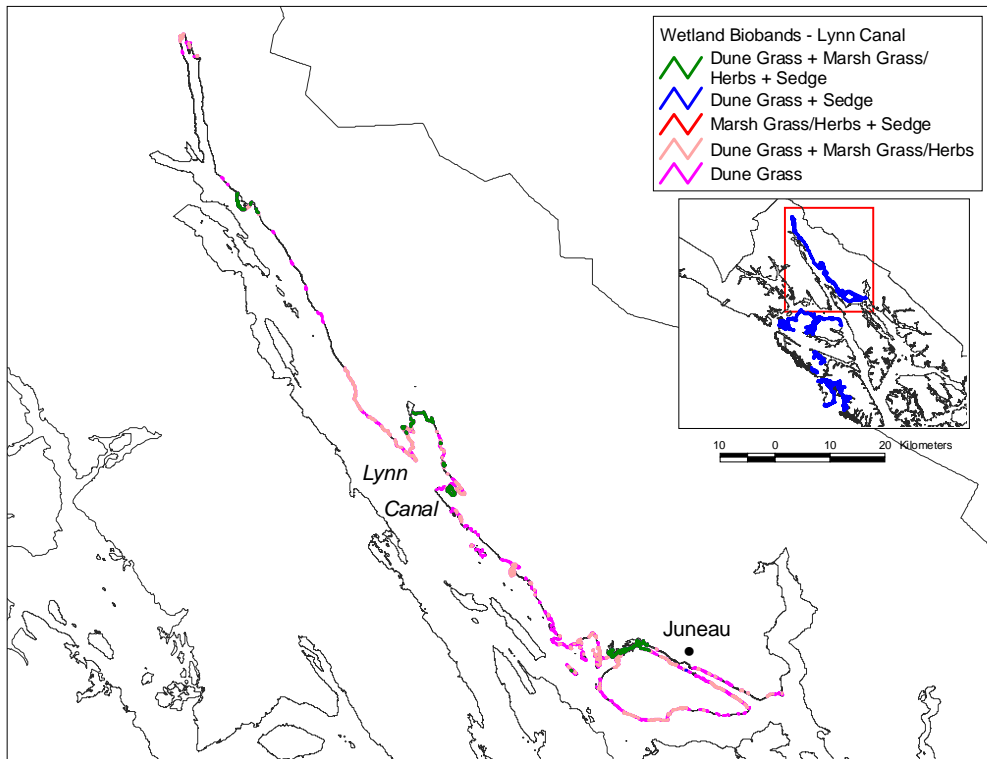 Wetland Biobands - Lynn Canal
Dune Grass + Marsh Grass/
Herbs + Sedge
Dune Grass + Sedge
Marsh Grass/Herbs + Sedge
Dune Grass + Marsh Grass/Herbs
Dune Grass
10 0 10 20 Kilometers
Lynn
Canal
Juneau